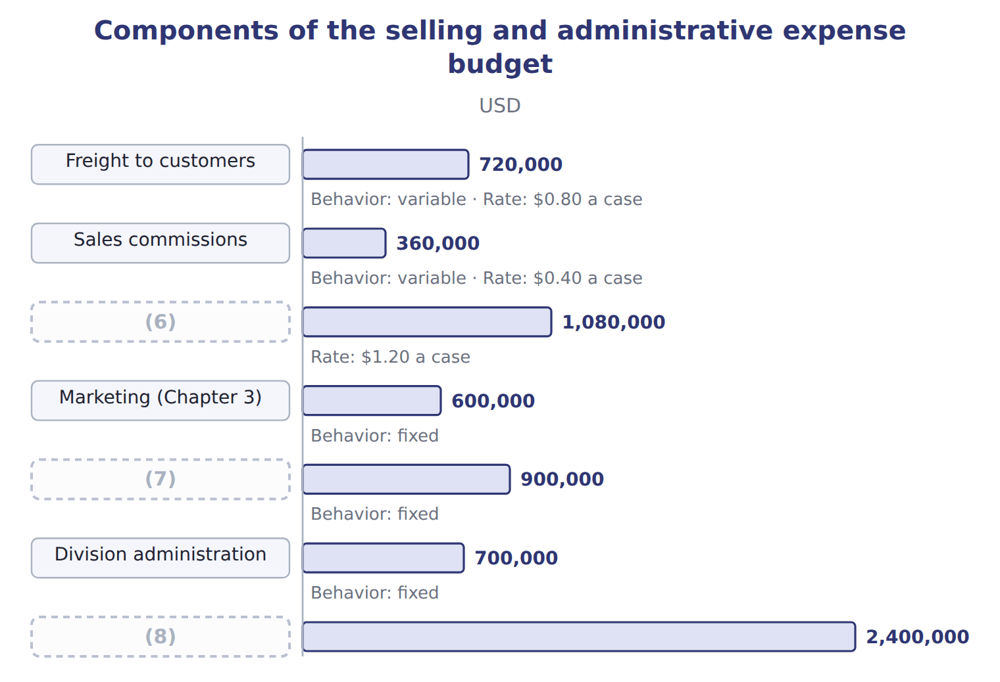 Components of the selling and administrative expense
budget
USD
Freight to customers
720,000
Behavior: variable · Rate: $0.80 a case
Sales commissions
360,000
Behavior: variable · Rate: $0.40 a case
(6)
1,080,000
Rate: $1.20 a case
Marketing (Chapter 3)
600,000
Behavior: fixed
(7)
900,000
Behavior: fixed
Division administration
700,000
Behavior: fixed
(8)
2,400,000